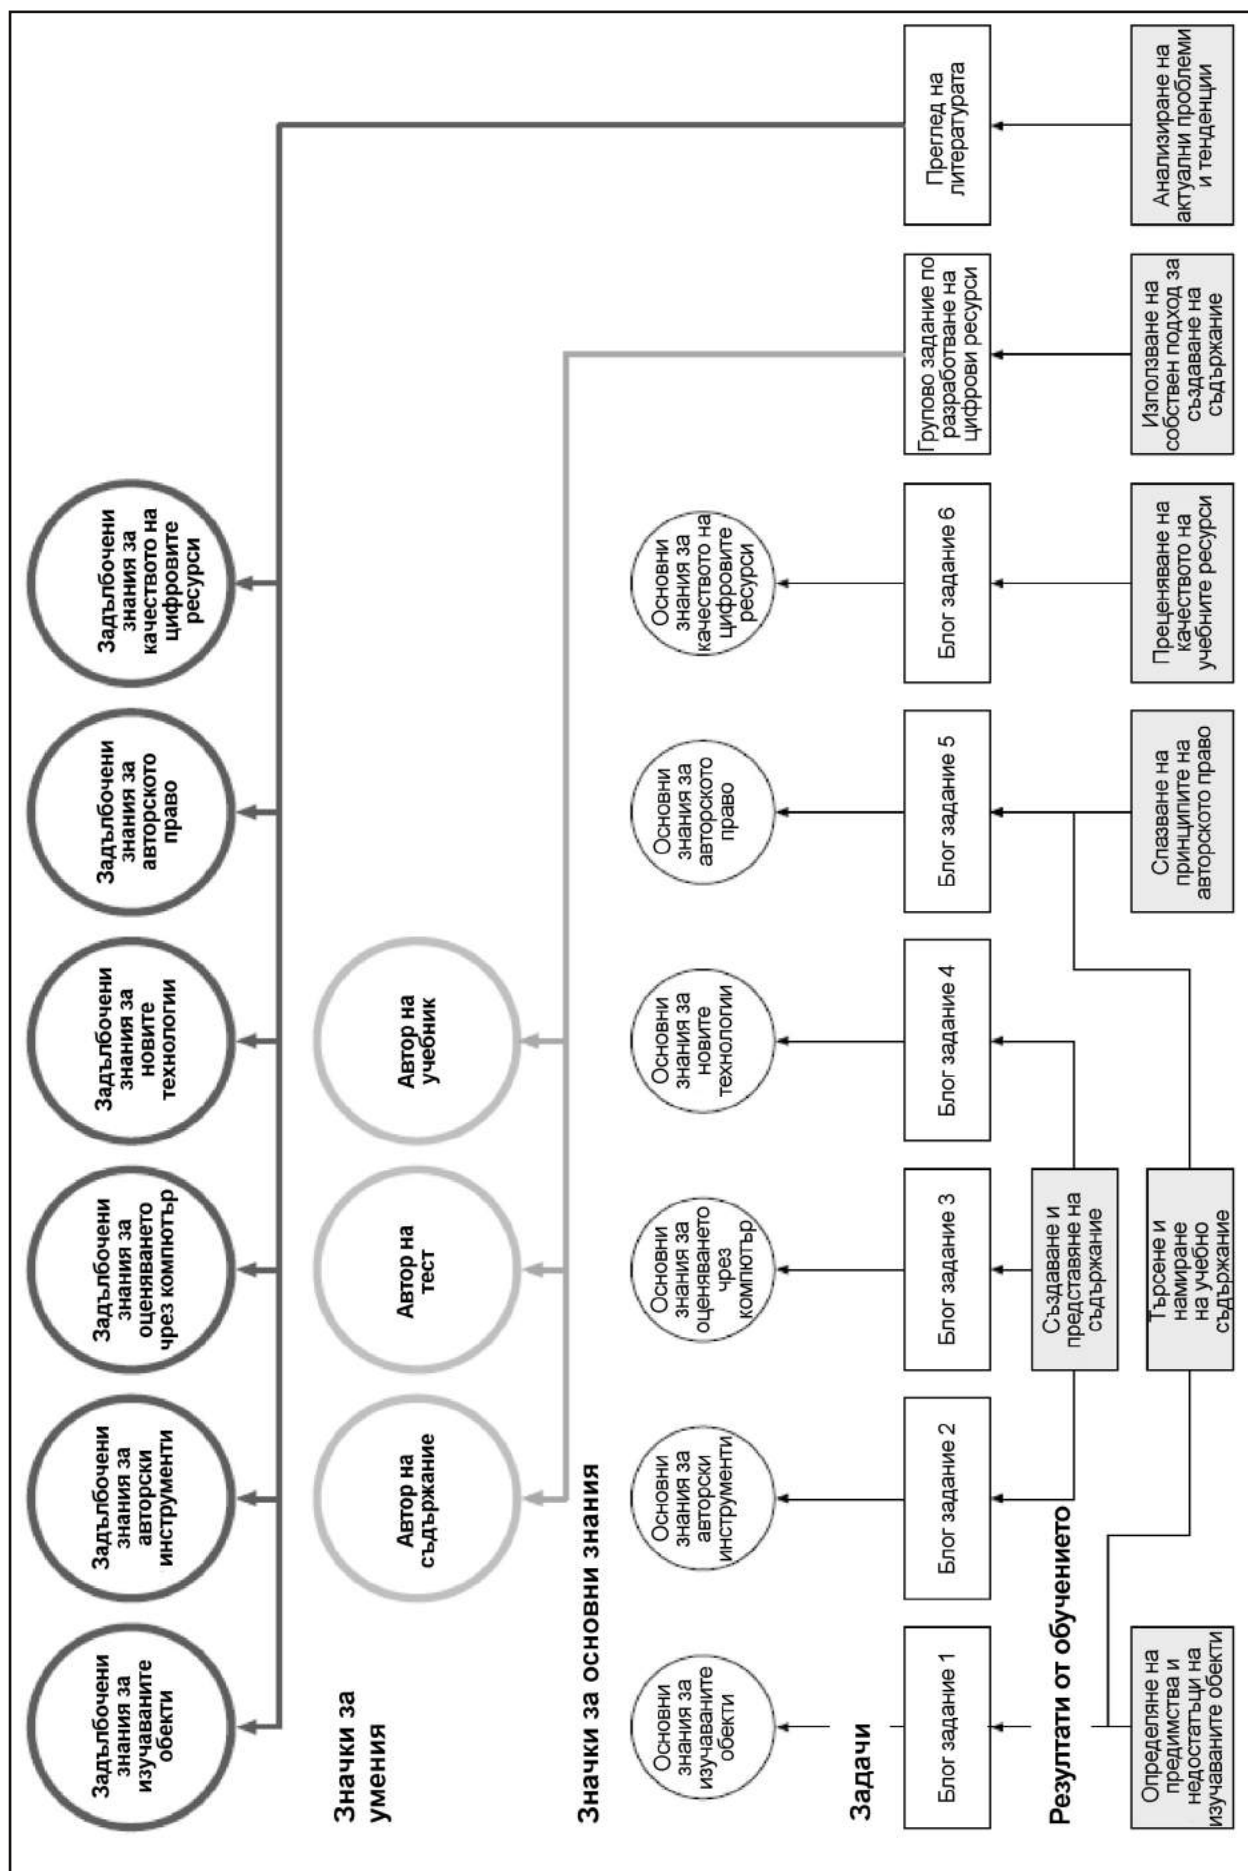 Задълбочени
знания за
изучаваните
обекти
Задълбочени
знания за
авторски
инструменти
Задълбочени
знания за
оценяването
чрез компютър
Задълбочени
знания за
новите
технологии
Задълбочени
знания за
авторското
право
Задълбочени
знания за
качеството на
цифровите
ресурси
Значки за
умения
Автор на
съдържание
Автор на
тест
Автор на
учебник
Значки за основни знания
Основни
знания за
изучаваните
обекти
Основни
знания за
авторски
инструменти
Основни
знания за
оценяването
чрез
компютър
Основни
знания за
новите
технологии
Основни
знания за
авторското
право
Основни
знания за
качеството на
цифровите
ресурси
Задачи
Блог задание 1
Блог задание 2
Блог задание 3
Блог задание 4
Блог задание 5
Блог задание 6
Групово задание по
разработване на
цифрови ресурси
Преглед на
литературата
Резултати от обучението
Създаване и
представяне на
съдържание
Определяне на
предимства и
недостатъци на
изучаваните обекти
Търсене и
намиране
на учебно
съдържание
Спазване на
принципите на
авторското право
Преценяване на
качеството на
учебните ресурси
Използване на
собствен подход за
създаване на
съдържание
Анализиране на
актуални проблеми
и тенденции